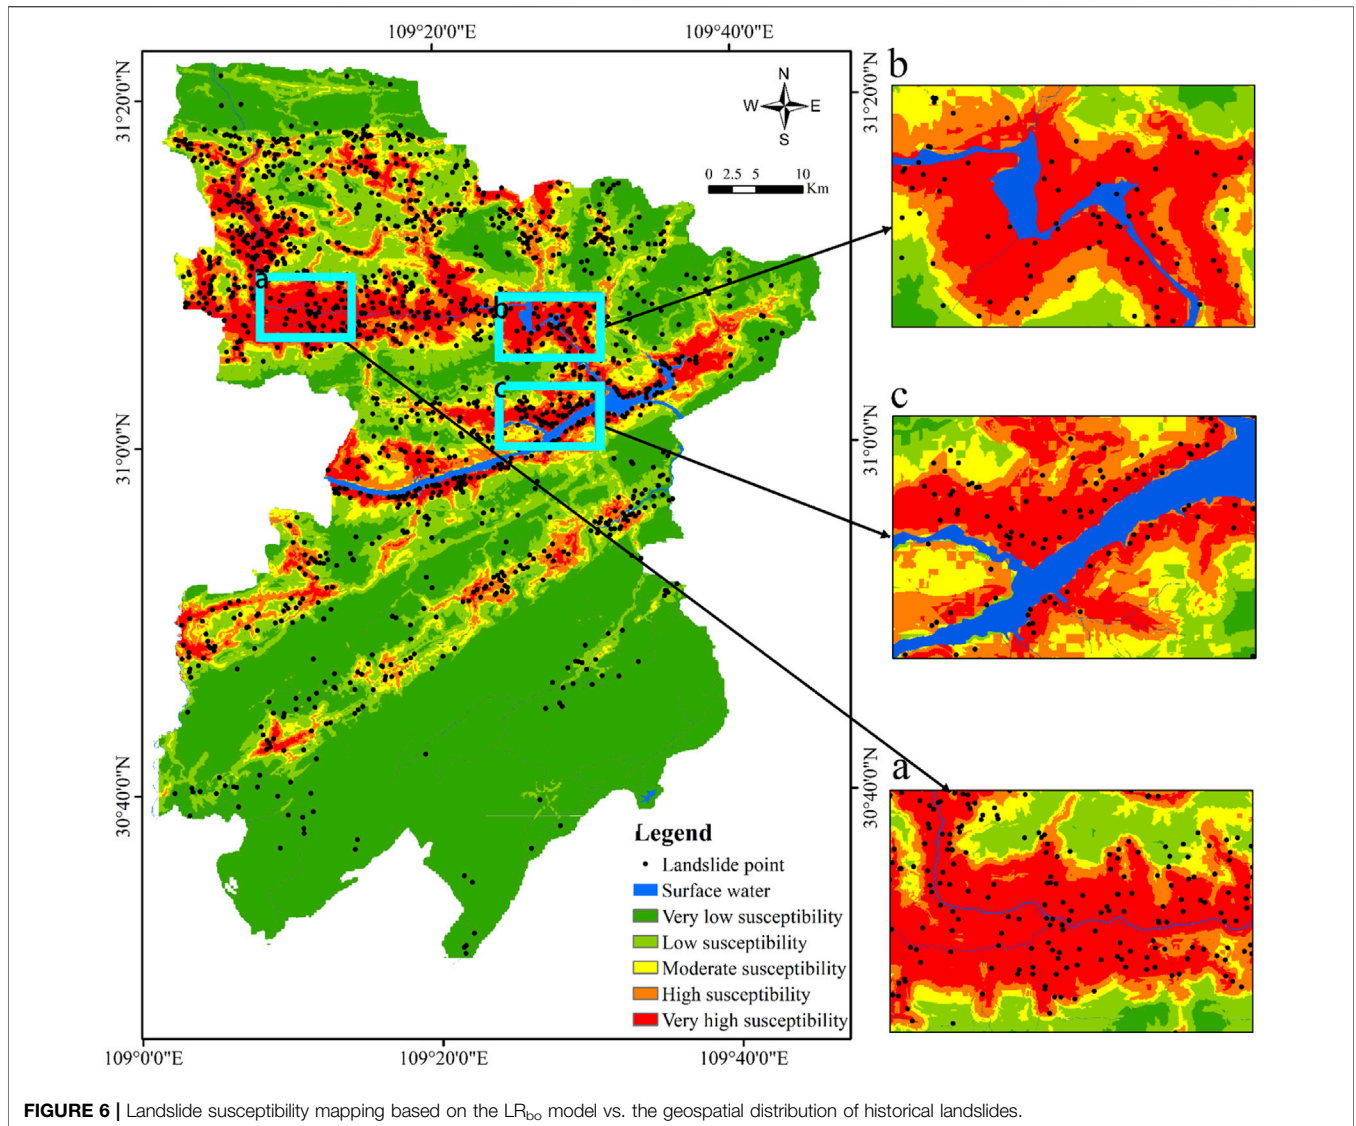 109°20'0"E
109°40'0"E
31°20'0"N
31°20'0"N
N
W E
S
0 2.5 5 10
Km
b
a
b
c
c
31°0'0"N
31°0'0"N
a
30°40'0"N
30°40'0"N
Legend
Landslide point
Surface water
Very low susceptibility
Low susceptibility
Moderate susceptibility
High susceptibility
Very high susceptibility
109°0'0"E
109°20'0"E
109°40'0"E
FIGURE 6 | Landslide susceptibility mapping based on the LRbo model vs. the geospatial distribution of historical landslides.